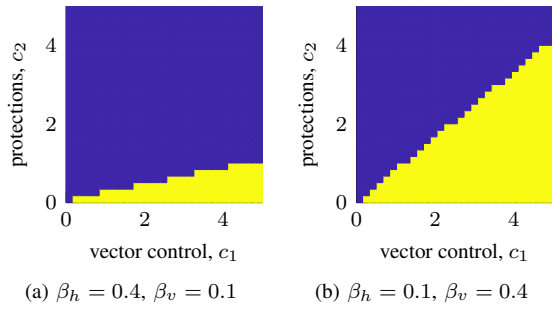 4
2
0
protections, c₂
0 2 4
vector control, c₁
(a) βₕ = 0.4, βᵥ = 0.1
4
2
0
protections, c₂
0 2 4
vector control, c₁
(b) βₕ = 0.1, βᵥ = 0.4